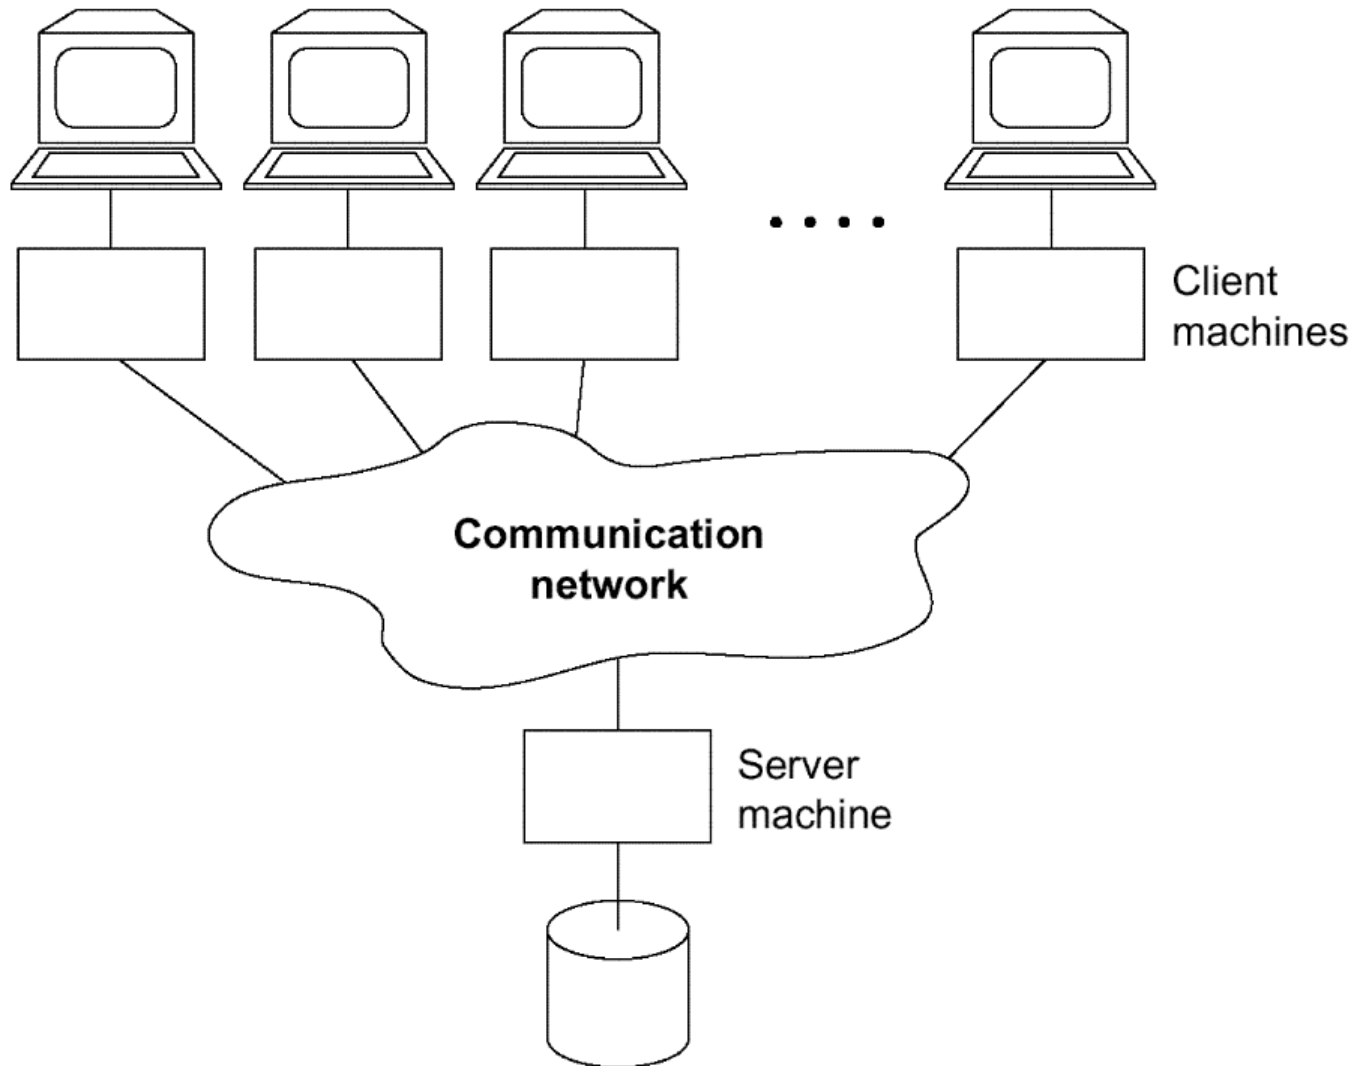 Client
machines
Communication
network
Server
machine